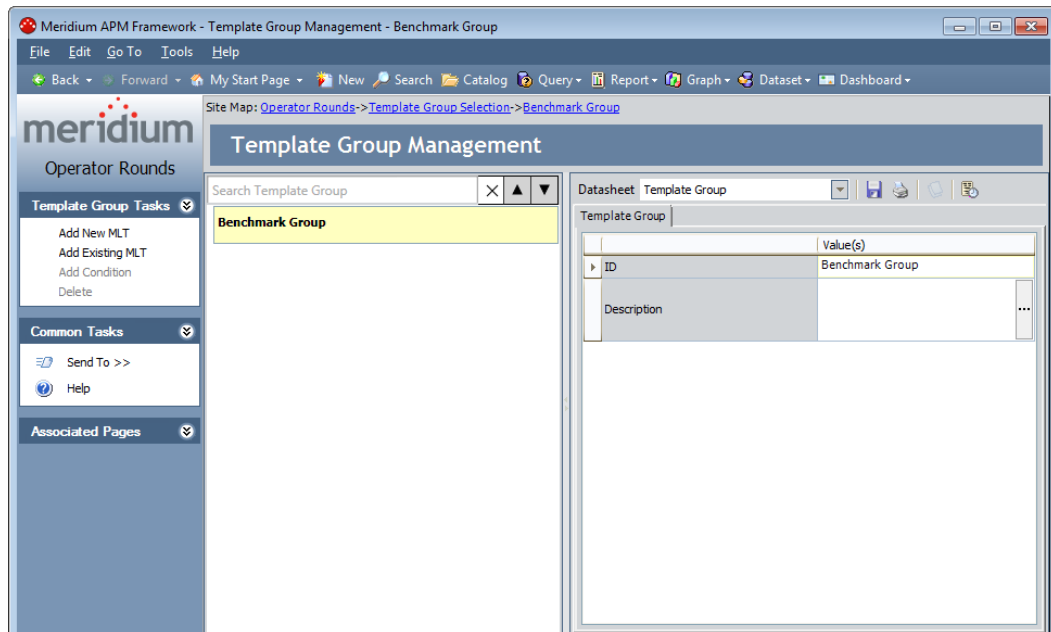 Meridium APM Framework - Template Group Management - Benchmark Group
File Edit Go To Tools Help
Back Forward My Start Page New Search Catalog Query Report Graph Dataset Dashboard
meridium
Operator Rounds
Template Group Tasks
Add New MLT
Add Existing MLT
Add Condition
Delete
Common Tasks
Send To >>
Help
Associated Pages
Site Map: Operator Rounds->Template Group Selection->Benchmark Group
Template Group Management
Search Template Group
Benchmark Group
Datasheet Template Group
Template Group
Value(s)
ID Benchmark Group
Description ...